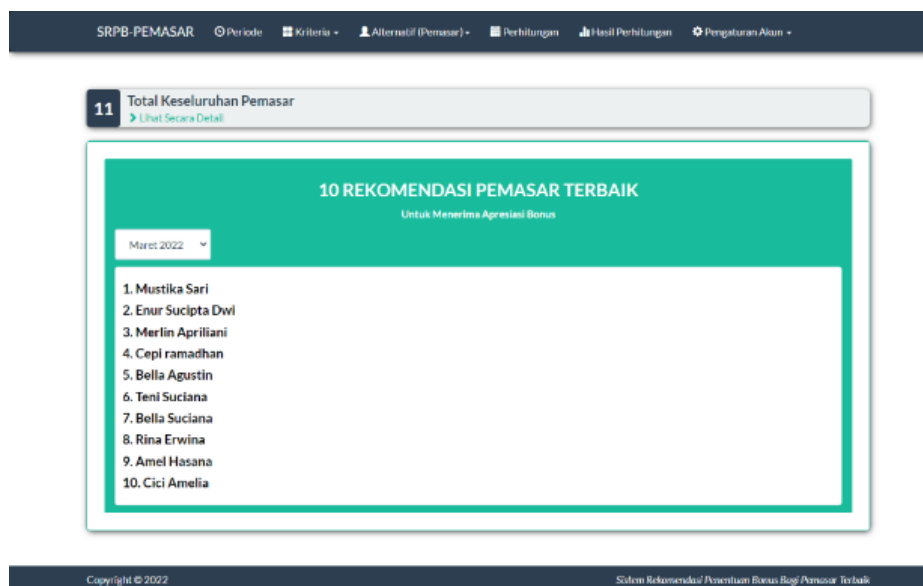 SRPB-PEMASAR Periode Kriteria Alternatif (Pemasar) Perhitungan Hasil Perhitungan Pengaturan Akun
11 Total Keseluruhan Pemasar
Lihat Secara Detail
10 REKOMENDASI PEMASAR TERBAIK
Untuk Menerima Apresiasi Bonus
Maret 2022
1. Mustika Sari
2. Enur Sucipta Dwi
3. Merlin Apriliani
4. Cepi ramadhan
5. Bella Agustin
6. Teni Suciana
7. Bella Suciana
8. Rina Erwina
9. Amel Hasana
10. Cici Amelia
Copyright © 2022 Sistem Rekomendasi Penentuan Bonus Bagi Pemasar Terbaik